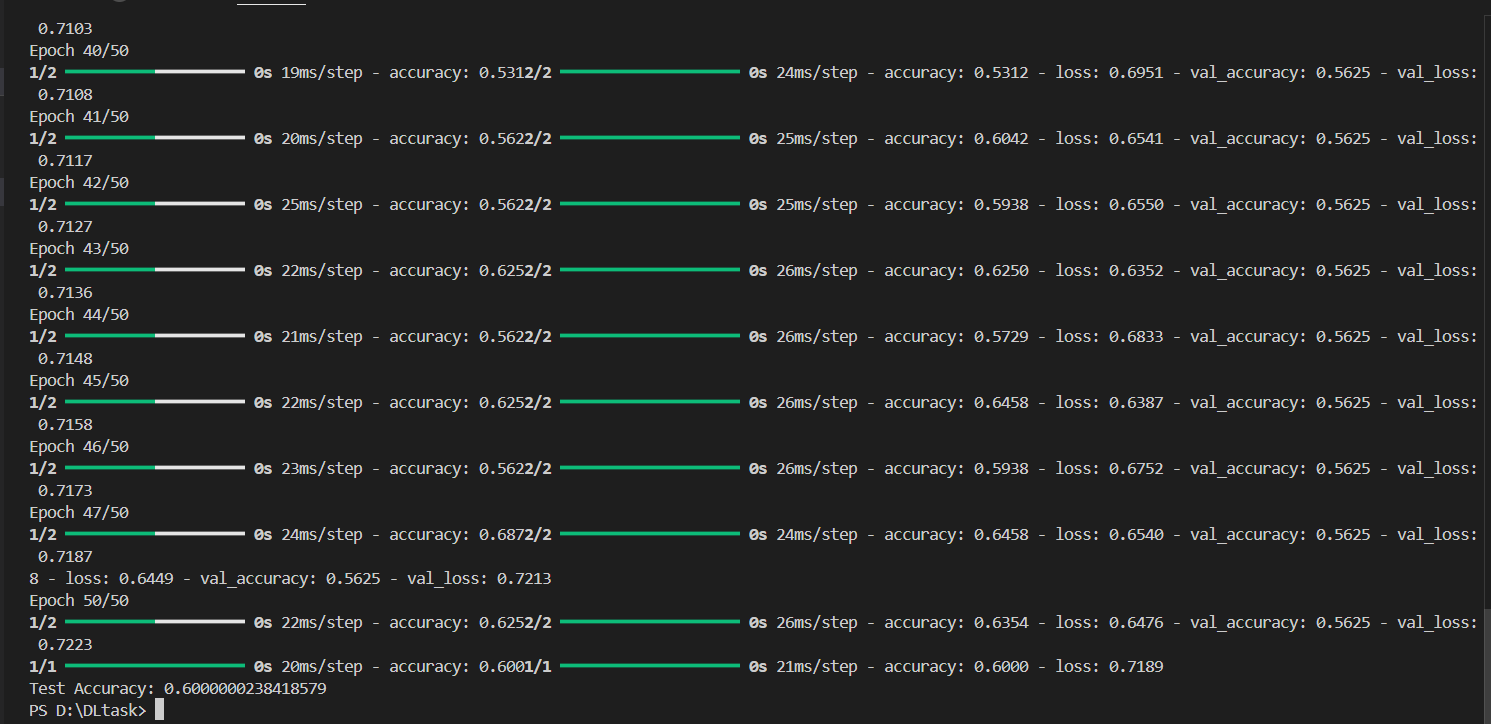 0.7103
Epoch 40/50
1/2 0s 19ms/step - accuracy: 0.5312/2 0s 24ms/step - accuracy: 0.5312 - loss: 0.6951 - val_accuracy: 0.5625 - val_loss:
0.7108
Epoch 41/50
1/2 0s 20ms/step - accuracy: 0.5622/2 0s 25ms/step - accuracy: 0.6042 - loss: 0.6541 - val_accuracy: 0.5625 - val_loss:
0.7117
Epoch 42/50
1/2 0s 25ms/step - accuracy: 0.5622/2 0s 25ms/step - accuracy: 0.5938 - loss: 0.6550 - val_accuracy: 0.5625 - val_loss:
0.7127
Epoch 43/50
1/2 0s 22ms/step - accuracy: 0.6252/2 0s 26ms/step - accuracy: 0.6250 - loss: 0.6352 - val_accuracy: 0.5625 - val_loss:
0.7136
Epoch 44/50
1/2 0s 21ms/step - accuracy: 0.5622/2 0s 26ms/step - accuracy: 0.5729 - loss: 0.6833 - val_accuracy: 0.5625 - val_loss:
0.7148
Epoch 45/50
1/2 0s 22ms/step - accuracy: 0.6252/2 0s 26ms/step - accuracy: 0.6458 - loss: 0.6387 - val_accuracy: 0.5625 - val_loss:
0.7158
Epoch 46/50
1/2 0s 23ms/step - accuracy: 0.5622/2 0s 26ms/step - accuracy: 0.5938 - loss: 0.6752 - val_accuracy: 0.5625 - val_loss:
0.7173
Epoch 47/50
1/2 0s 24ms/step - accuracy: 0.6872/2 0s 24ms/step - accuracy: 0.6458 - loss: 0.6540 - val_accuracy: 0.5625 - val_loss:
0.7187
8 - loss: 0.6449 - val_accuracy: 0.5625 - val_loss: 0.7213
Epoch 50/50
1/2 0s 22ms/step - accuracy: 0.6252/2 0s 26ms/step - accuracy: 0.6354 - loss: 0.6476 - val_accuracy: 0.5625 - val_loss:
0.7223
1/1 0s 20ms/step - accuracy: 0.6001/1 0s 21ms/step - accuracy: 0.6000 - loss: 0.7189
Test Accuracy: 0.6000000238418579
PS D:\DLtask>